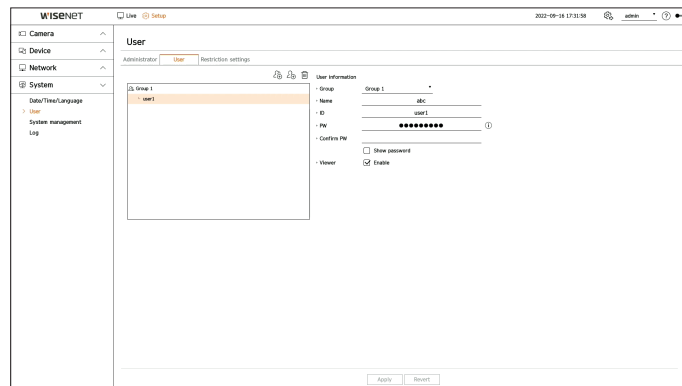 WISENET
Live Setup
2022-09-16 17:31:58
admin
Camera
Device
Network
System
Date/Time/Language
> User
System management
Log
User
Administrator User Restriction settings
Group 1
user1
User information
Group Group 1
Name abc
ID user1
PW ●●●●●●●●●
Confirm PW
Show password
Viewer Enable
Apply Revert